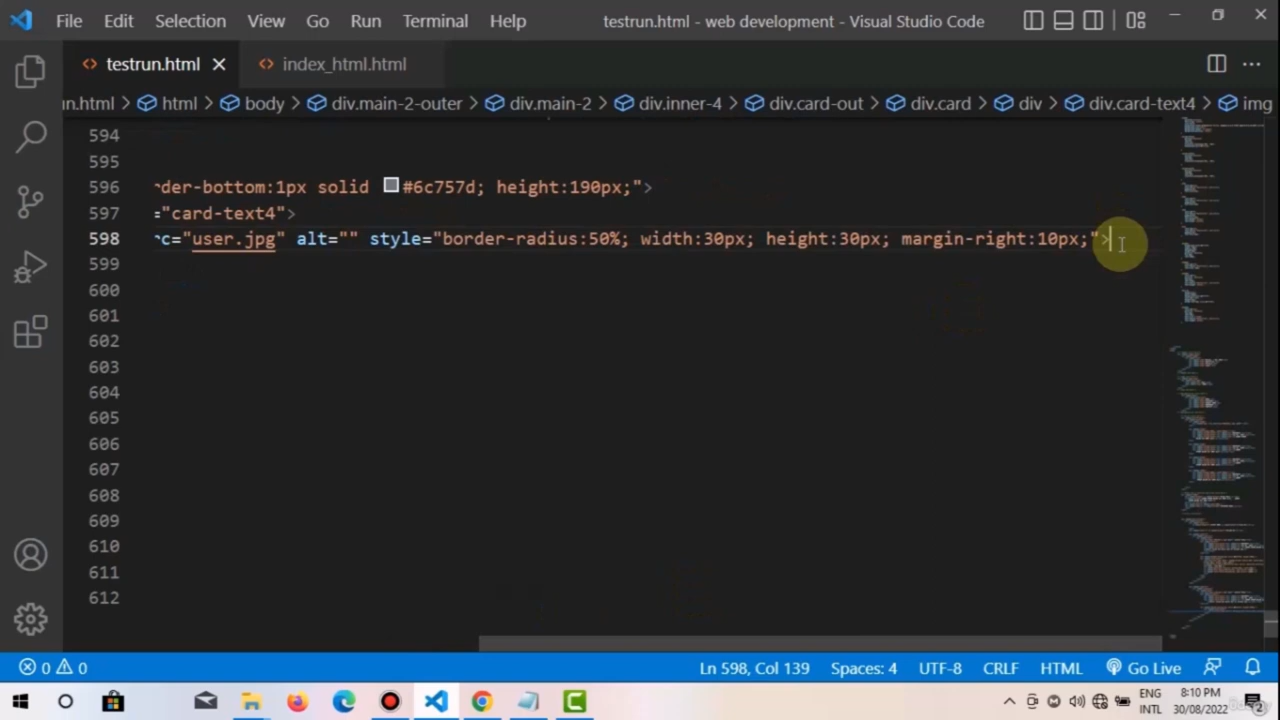 File Edit Selection View Go Run Terminal Help testrun.html - web development - Visual Studio Code
testrun.html index_html.html
un.html > html > body > div.main-2-outer > div.main-2 > div.inner-4 > div.card-out > div.card > div > div.card-text4 > img
594
595
596 der-bottom:1px solid #6c757d; height:190px;">
597 ="card-text4">
598 rc="user.jpg" alt="" style="border-radius:50%; width:30px; height:30px; margin-right:10px;">
599
600
601
602
603
604
605
606
607
608
609
610
611
612
0 0 Ln 598, Col 139 Spaces: 4 UTF-8 CRLF HTML Go Live
ENG 8:10 PM
INTL 30/08/2022 2